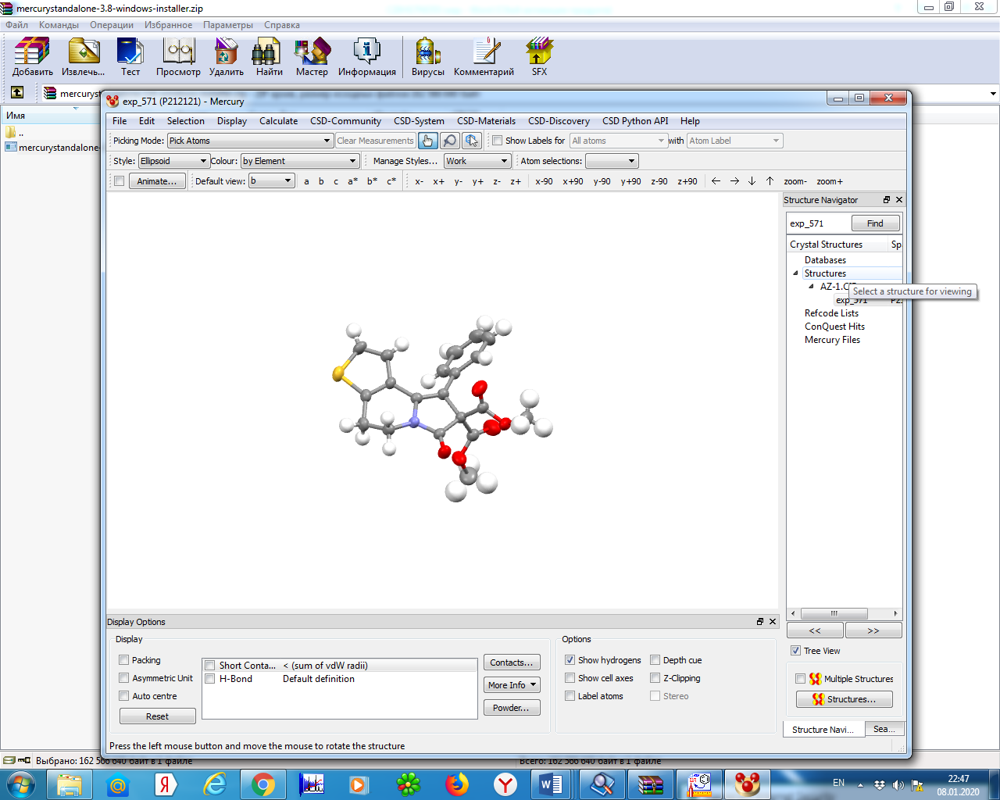 mercurystandalone-3.8-windows-installer.zip
Файл Команды Операции Избранное Параметры Справка
Добавить Извлечь... Тест Просмотр Удалить Найти Мастер Информация Вирусы Комментарий SFX
Имя
..
mercurystandalone-
exp_571 (P212121) - Mercury
File Edit Selection Display Calculate CSD-Community CSD-System CSD-Materials CSD-Discovery CSD Python API Help
Picking Mode: Pick Atoms Clear Measurements Show Labels for All atoms with Atom Label
Style: Ellipsoid Colour: by Element Manage Styles... Work Atom selections:
Animate... Default view: b a b c a* b* c* x- x+ y- y+ z- z+ x-90 x+90 y-90 y+90 z-90 z+90 zoom- zoom+
Structure Navigator
exp_571 Find
Crystal Structures Sp
Databases
Structures
AZ-1.CIF
Select a structure for viewing
exp_571 P21
Refcode Lists
ConQuest Hits
Mercury Files
<< >>
Tree View
Multiple Structures
Structures...
Structure Navi... Sea...
Display Options
Display
Packing
Asymmetric Unit
Auto centre
Reset
Short Conta... < (sum of vdW radii)
H-Bond Default definition
Contacts...
More Info
Powder...
Options
Show hydrogens Depth cue
Show cell axes Z-Clipping
Label atoms Stereo
Press the left mouse button and move the mouse to rotate the structure
Выбрано: 162 566 640 байт в 1 файле Всего: 162 566 640 байт в 1 файле
EN 22:47
08.01.2020